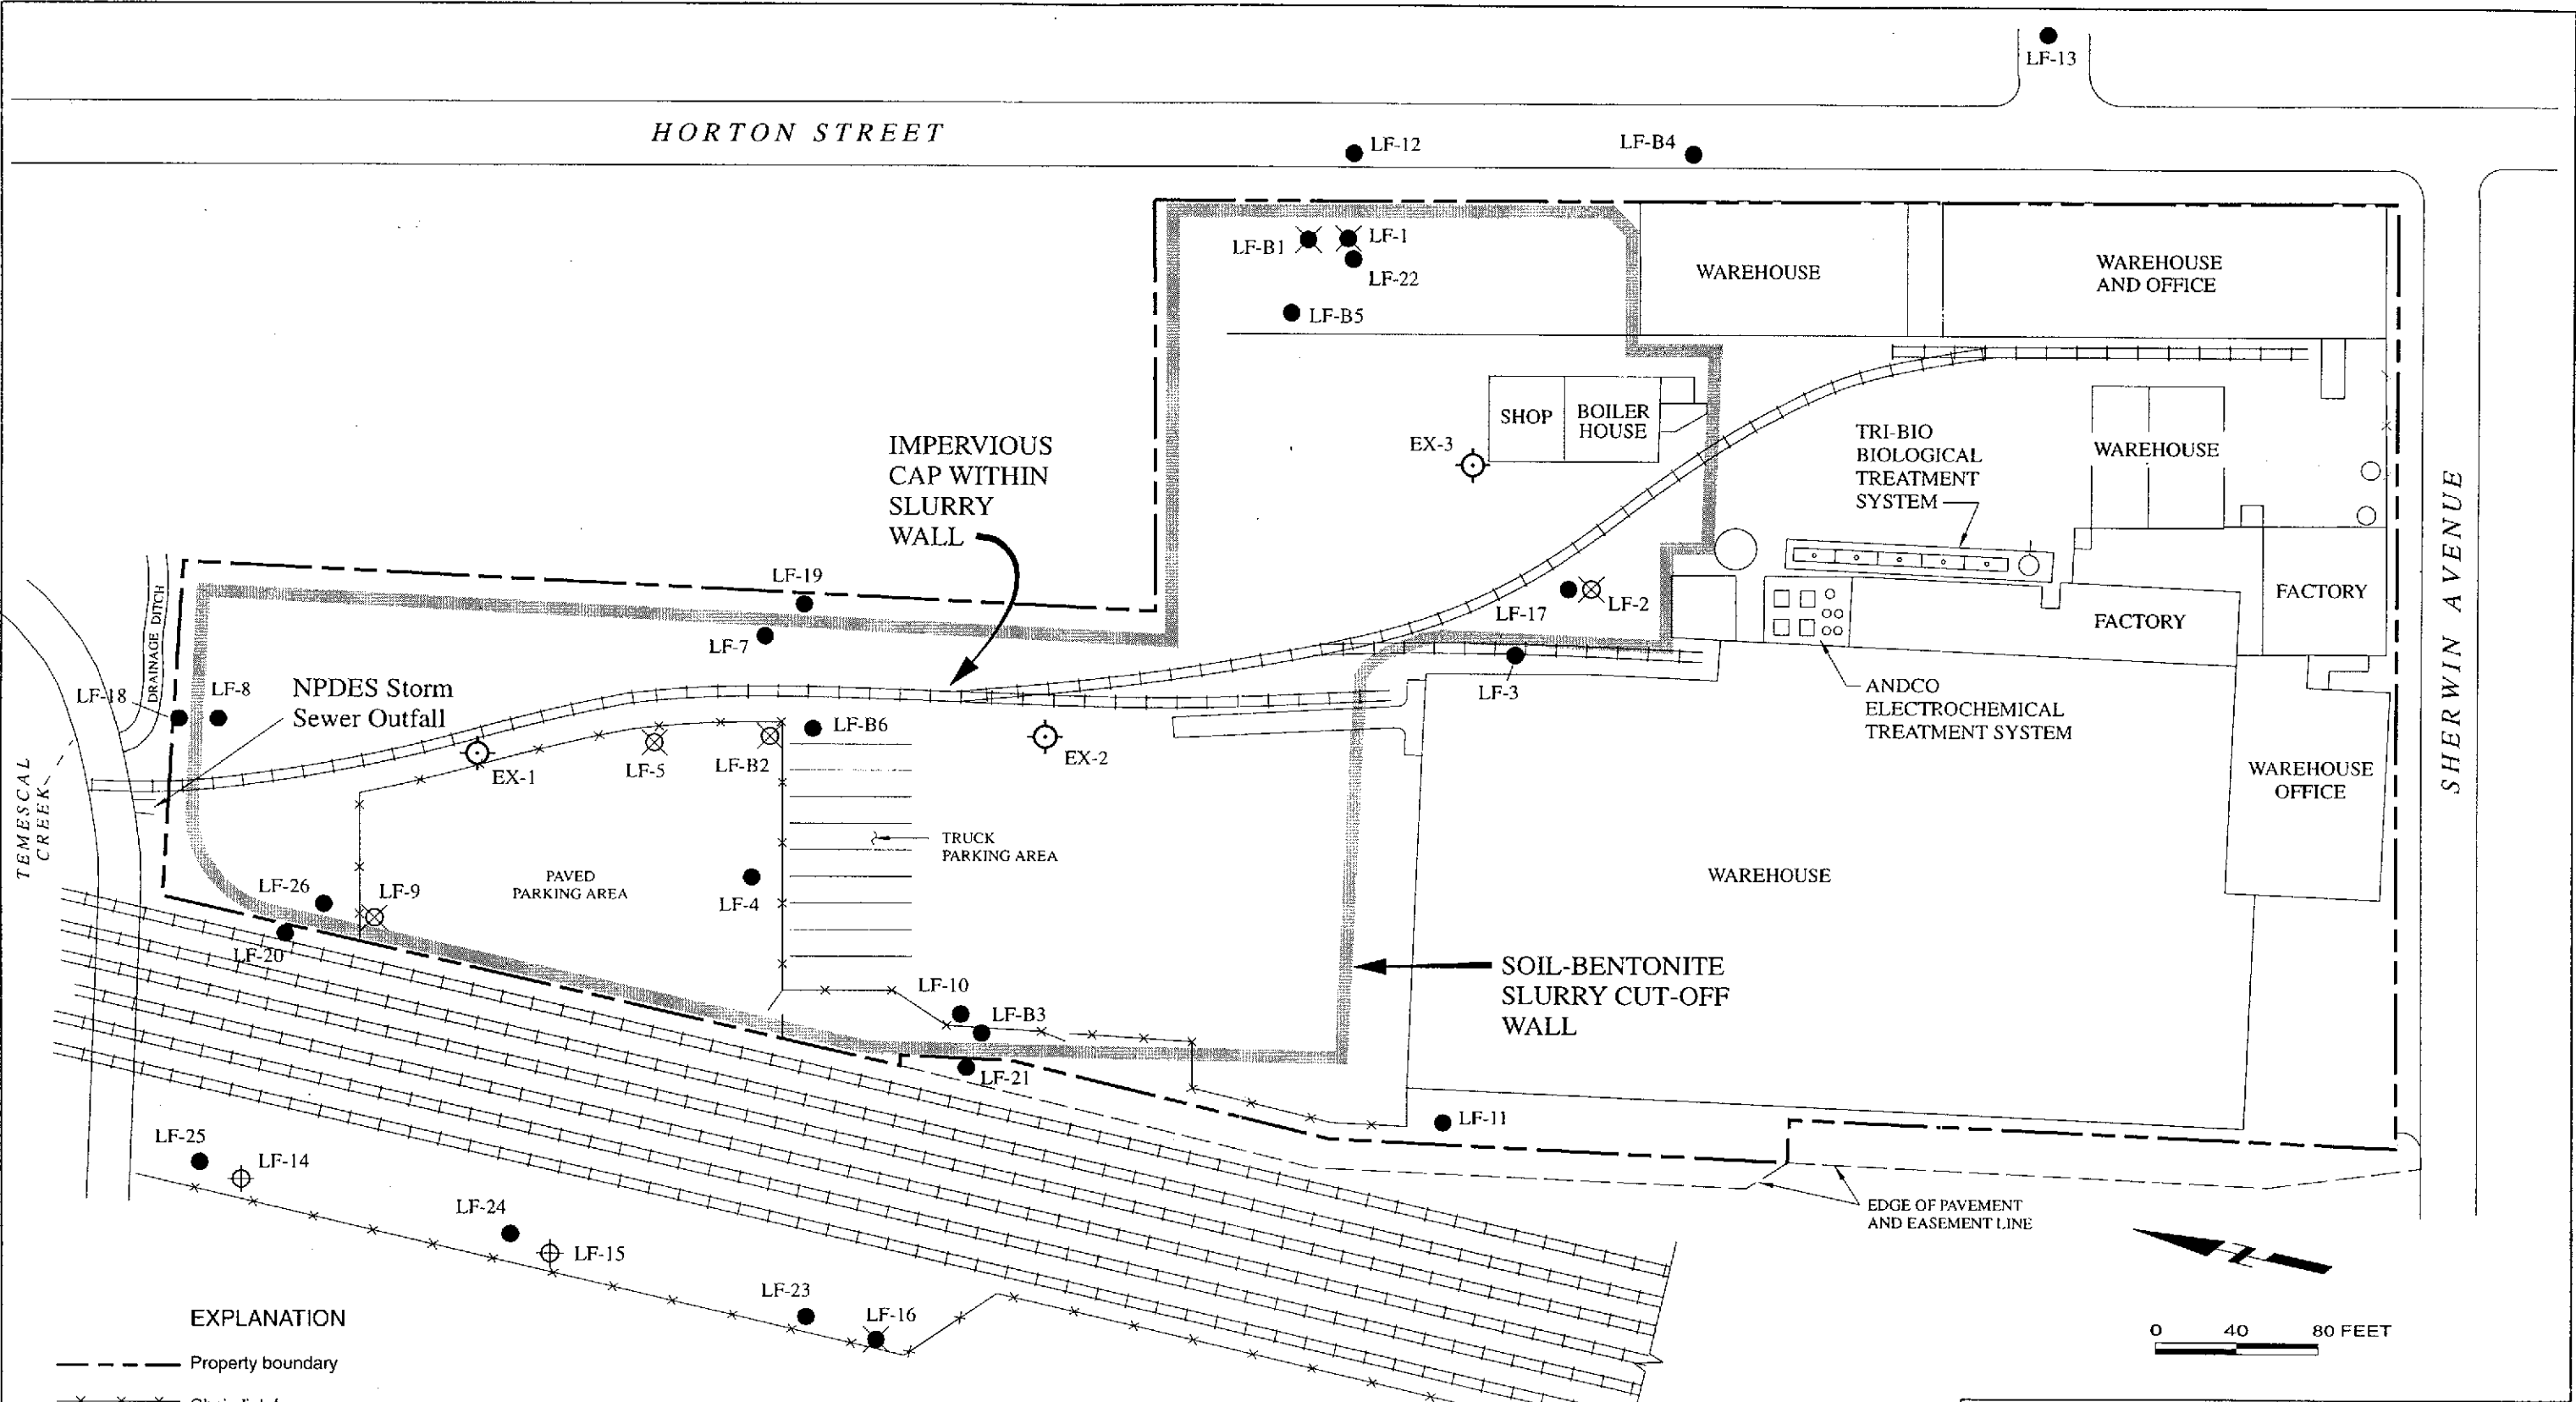 LF-13
HORTON STREET
LF-12
LF-B4
LF-B1
LF-1
LF-22
LF-B5
WAREHOUSE
WAREHOUSE
AND OFFICE
SHOP
BOILER
HOUSE
EX-3
IMPERVIOUS
CAP WITHIN
SLURRY
WALL
TRI-BIO
BIOLOGICAL
TREATMENT
SYSTEM
WAREHOUSE
SHERWIN AVENUE
LF-19
LF-7
LF-17
LF-2
FACTORY
FACTORY
DRAINAGE DITCH
LF-18
LF-8
NPDES Storm
Sewer Outfall
LF-3
ANDCO
ELECTROCHEMICAL
TREATMENT SYSTEM
LF-B6
EX-1
LF-5
LF-B2
EX-2
TEMESCAL
CREEK
WAREHOUSE
OFFICE
TRUCK
PARKING AREA
PAVED
PARKING AREA
LF-26
LF-9
LF-4
WAREHOUSE
LF-20
LF-10
LF-B3
SOIL-BENTONITE
SLURRY CUT-OFF
WALL
LF-21
LF-11
LF-25
LF-14
LF-24
LF-15
EDGE OF PAVEMENT
AND EASEMENT LINE
Z
LF-23
LF-16
0 40 80 FEET
EXPLANATION
Property boundary